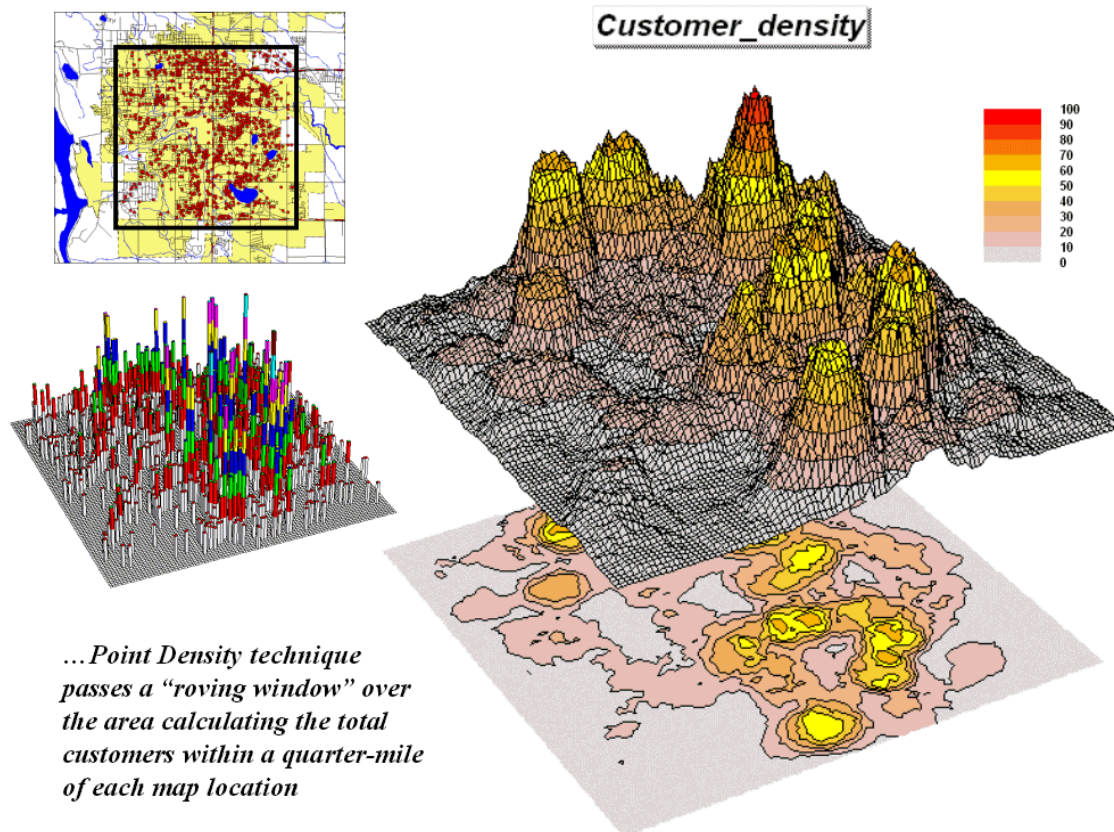 Customer_density
100
90
80
70
60
50
40
30
20
10
0
…Point Density technique
passes a “roving window” over
the area calculating the total
customers within a quarter-mile
of each map location